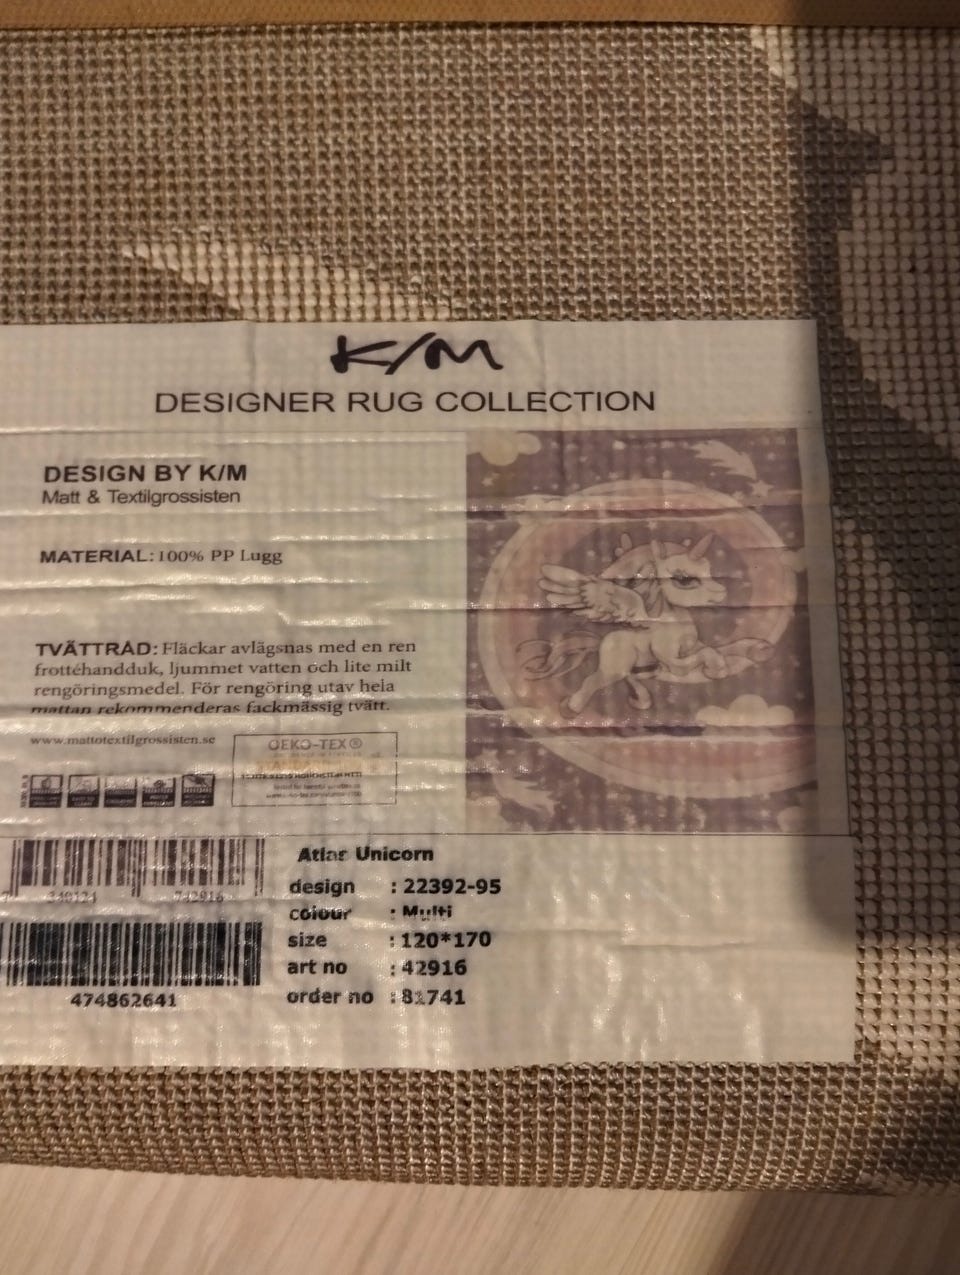 K/M
DESIGNER RUG COLLECTION
DESIGN BY K/M
Matt & Textilgrossisten
MATERIAL: 100% PP Lugg
TVÄTTRÅD: Fläckar avlägsnas med en ren
frottéhandduk, ljummet vatten och lite milt
rengöringsmedel. För rengöring utav hela
mattan rekommenderas fackmässig tvätt.
www.mattotextilgrossisten.se
OEKO-TEX®
Atlar Unicorn
design : 22392-95
colour : Multi
size : 120*170
art no : 42916
order no : 81741
474862641